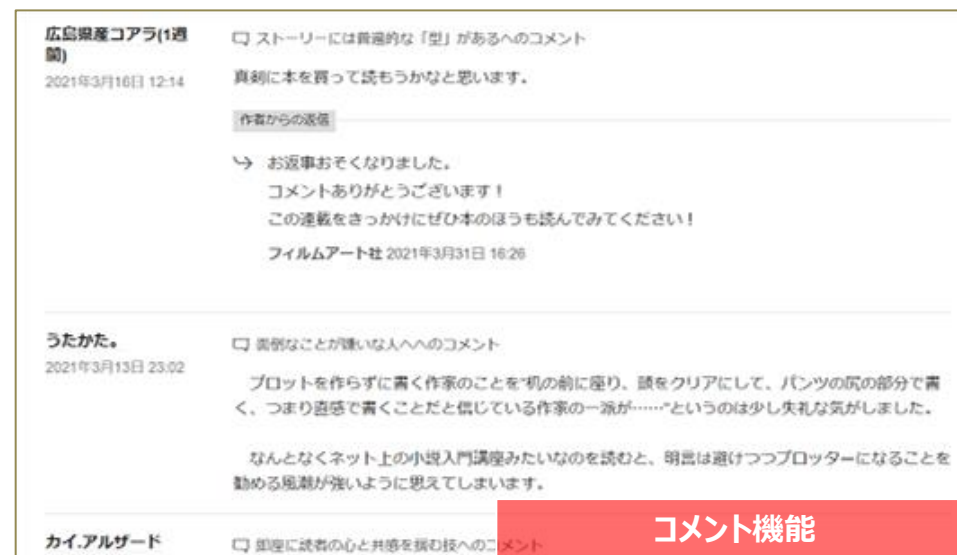 広島県産コアラ(1週
間)
2021年3月16日 12:14
ストーリーには普遍的な「型」があるへのコメント
真剣に本を買って読もうかなと思います。
作者からの返信
お返事おそくなりました。
コメントありがとうございます！
この連載をきっかけにぜひ本のほうも読んでみてください！
フィルムアート社 2021年3月31日 16:26
うたかた。
2021年3月13日 23:02
面倒なことが嫌いな人へへのコメント
プロットを作らずに書く作家のことを"机の前に座り、頭をクリアにして、パンツの尻の部分で書
く、つまり直感で書くことだと信じている作家の一派が……"というのは少し失礼な気がしました。
なんとなくネット上の小説入門講座みたいなのを読むと、明言は避けつつプロッターになることを
勧める風潮が強いように思えてしまいます。
カイ.アルザード
即座に読者の心と共感を掴む技へのコメント
コメント機能